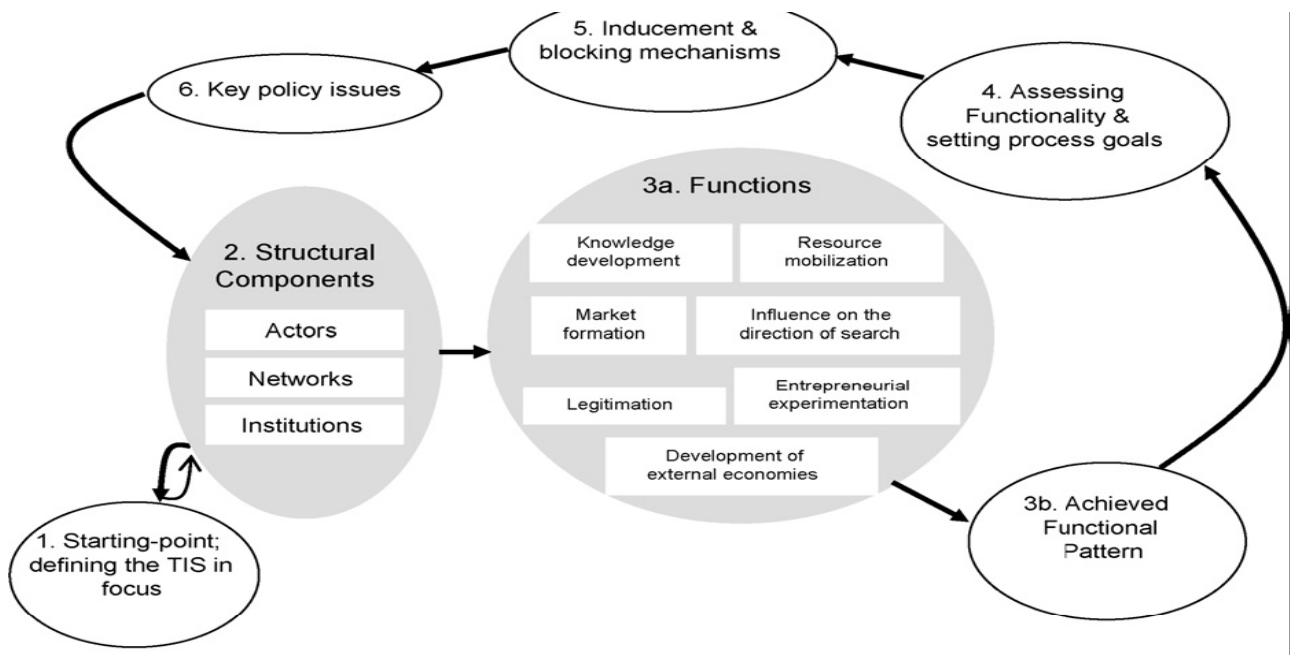 5. Inducement &
blocking mechanisms
6. Key policy issues
4. Assessing
Functionality &
setting process goals
3a. Functions
Knowledge
development
Resource
mobilization
2. Structural
Components
Market
formation
Influence on the
direction of search
Actors
Networks
Entrepreneurial
experimentation
Legitimation
Institutions
Development of
external economies
3b. Achieved
Functional
Pattern
1. Starting-point;
defining the TIS in
focus